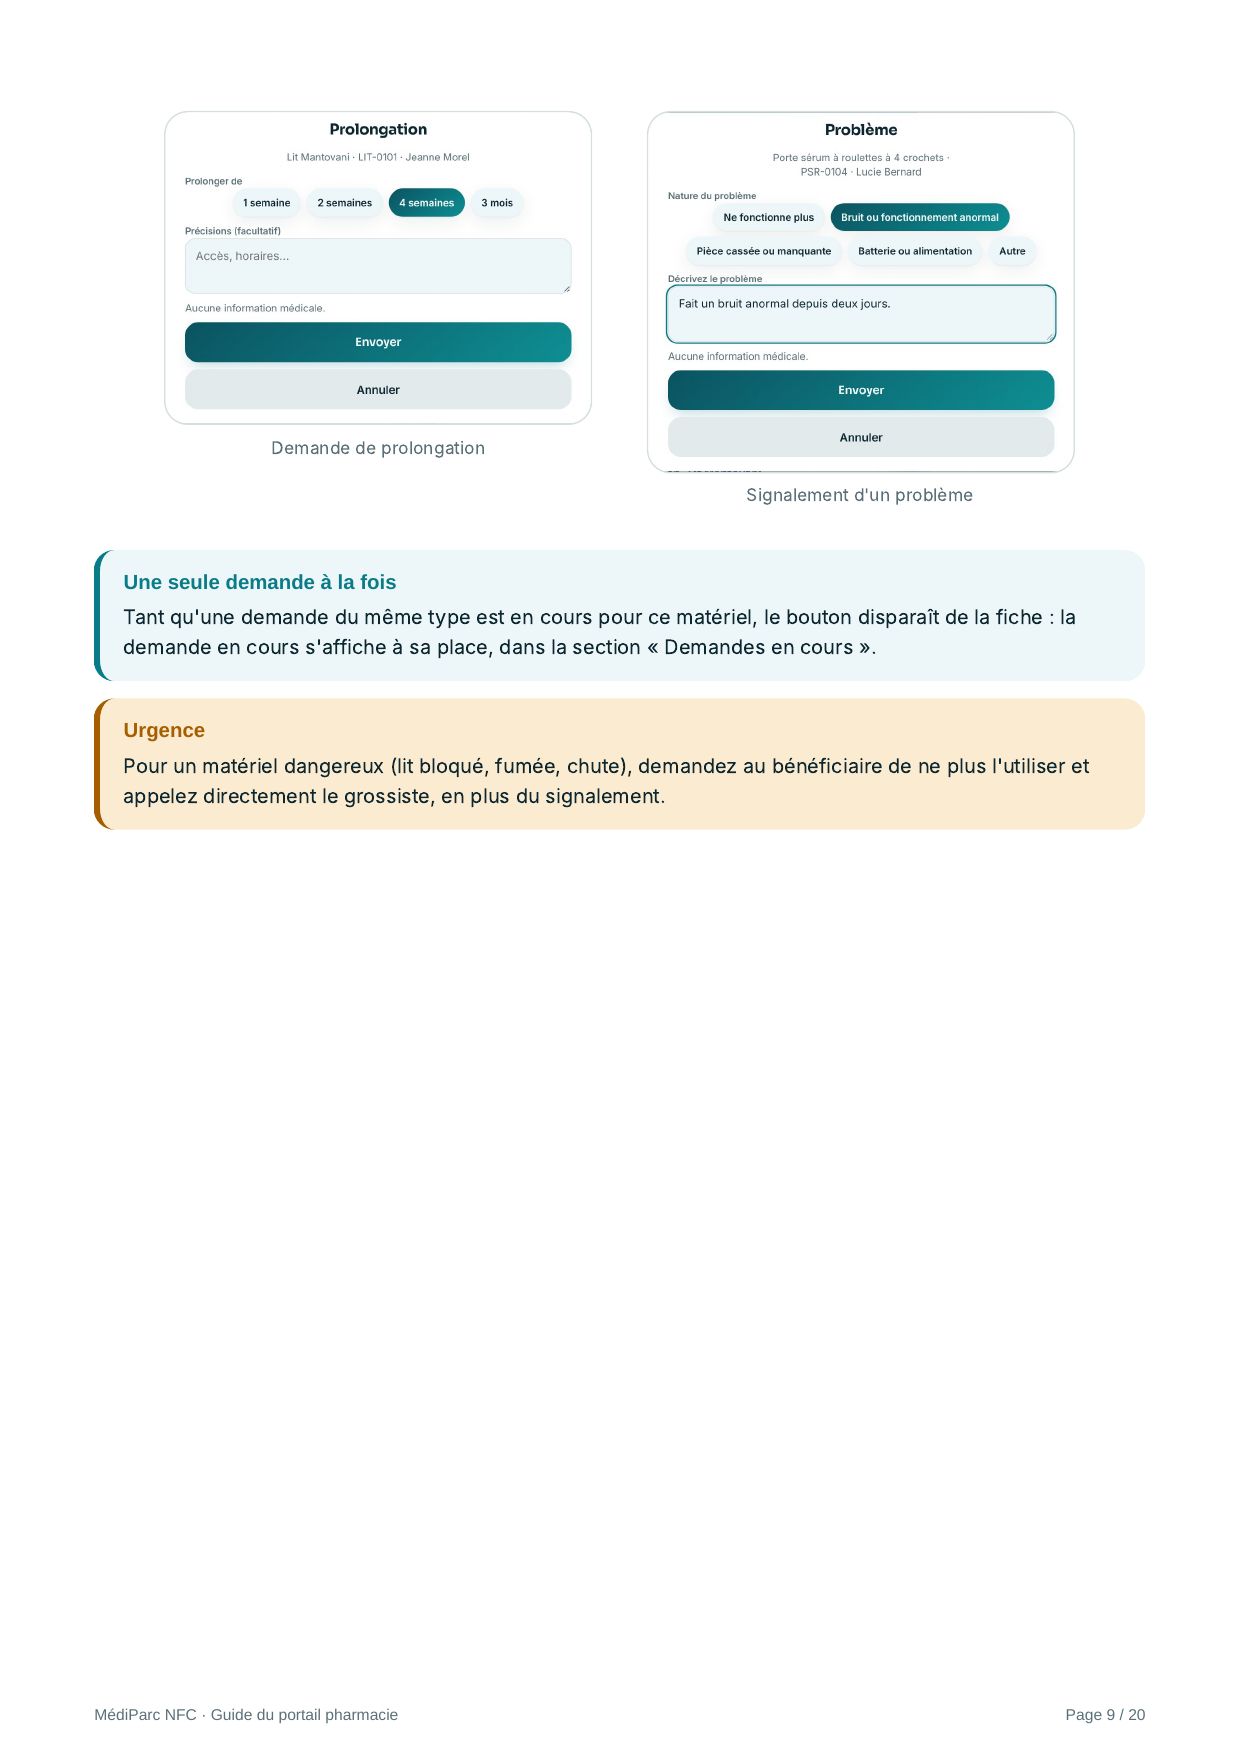 Prolongation
Lit Mantovani · LIT-0101 · Jeanne Morel
Prolonger de
1 semaine 2 semaines 4 semaines 3 mois
Précisions (facultatif)
Accès, horaires...
Aucune information médicale.
Envoyer
Annuler
Demande de prolongation
Problème
Porte sérum à roulettes à 4 crochets ·
PSR-0104 · Lucie Bernard
Nature du problème
Ne fonctionne plus Bruit ou fonctionnement anormal
Pièce cassée ou manquante Batterie ou alimentation Autre
Décrivez le problème
Fait un bruit anormal depuis deux jours.
Aucune information médicale.
Envoyer
Annuler
Signalement d'un problème
Une seule demande à la fois
Tant qu'une demande du même type est en cours pour ce matériel, le bouton disparaît de la fiche : la
demande en cours s'affiche à sa place, dans la section « Demandes en cours ».
Urgence
Pour un matériel dangereux (lit bloqué, fumée, chute), demandez au bénéficiaire de ne plus l'utiliser et
appelez directement le grossiste, en plus du signalement.
MédiParc NFC · Guide du portail pharmacie
Page 9 / 20